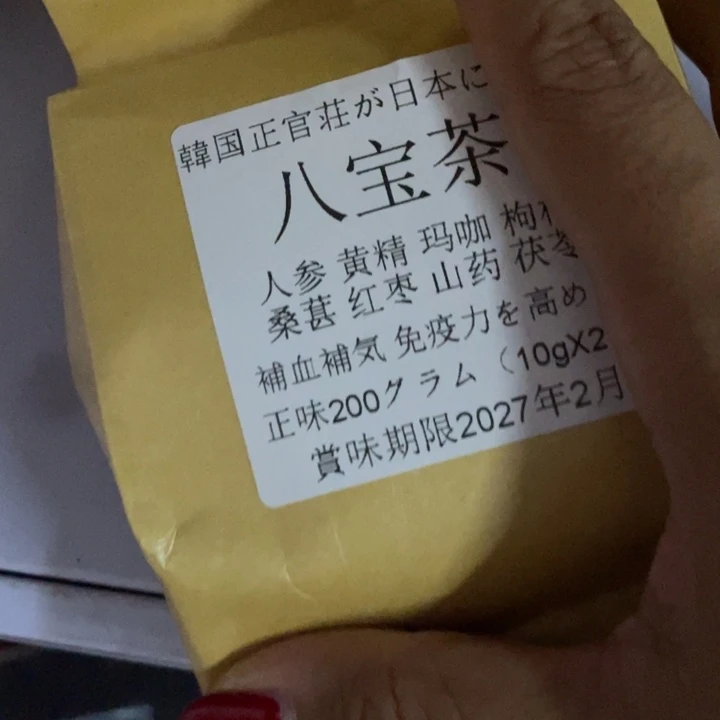 韓国正官荘が日本に
八宝茶
人参 黄精 玛咖 枸
桑葚 红枣 山药 茯苓
補血補気 免疫力を高め
正味200グラム（10gX2
賞味期限2027年2月